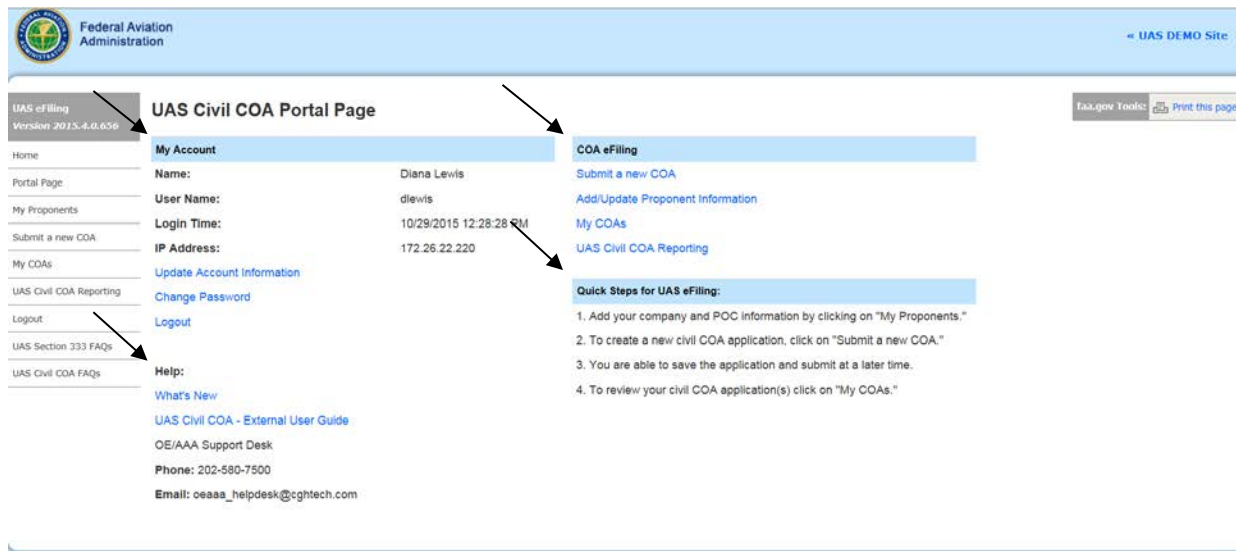 Federal Aviation
Administration
« UAS DEMO Site
UAS eFiling
Version 2015.4.0.656
Home
Portal Page
My Proponents
Submit a new COA
My COAs
UAS Civil COA Reporting
Logout
UAS Section 333 FAQs
UAS Civil COA FAQs
UAS Civil COA Portal Page
faa.gov Tools: Print this page
My Account
Name: Diana Lewis
User Name: dlewis
Login Time: 10/29/2015 12:28:28 PM
IP Address: 172.26.22.220
Update Account Information
Change Password
Logout
Help:
What's New
UAS Civil COA - External User Guide
OE/AAA Support Desk
Phone: 202-580-7500
Email: oeaaa_helpdesk@cghtech.com
COA eFiling
Submit a new COA
Add/Update Proponent Information
My COAs
UAS Civil COA Reporting
Quick Steps for UAS eFiling:
1. Add your company and POC information by clicking on "My Proponents."
2. To create a new civil COA application, click on "Submit a new COA."
3. You are able to save the application and submit at a later time.
4. To review your civil COA application(s) click on "My COAs."